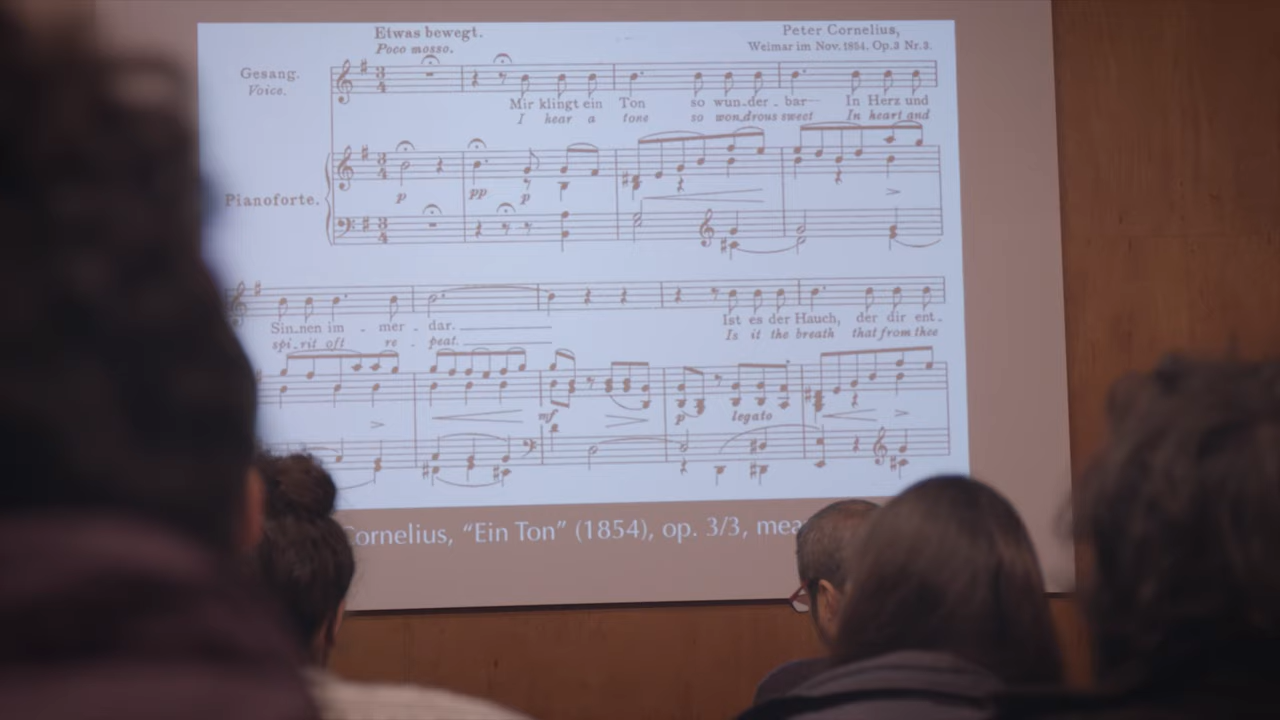 Etwas bewegt.
Poco mosso.
Peter Cornelius,
Weimar im Nov. 1854. Op. 3 Nr. 3.
Gesang.
Voice.
Mir klingt ein Ton so wun-der-bar In Herz und
I hear a tone so won-drous sweet In heart and
Pianoforte.
p pp p
Sin-nen im-mer-dar. Ist es der Hauch, der dir ent-
spi-rit oft re-peat. Is it the breath that from thee
mf p legato
Cornelius, “Ein Ton” (1854), op. 3/3, mea